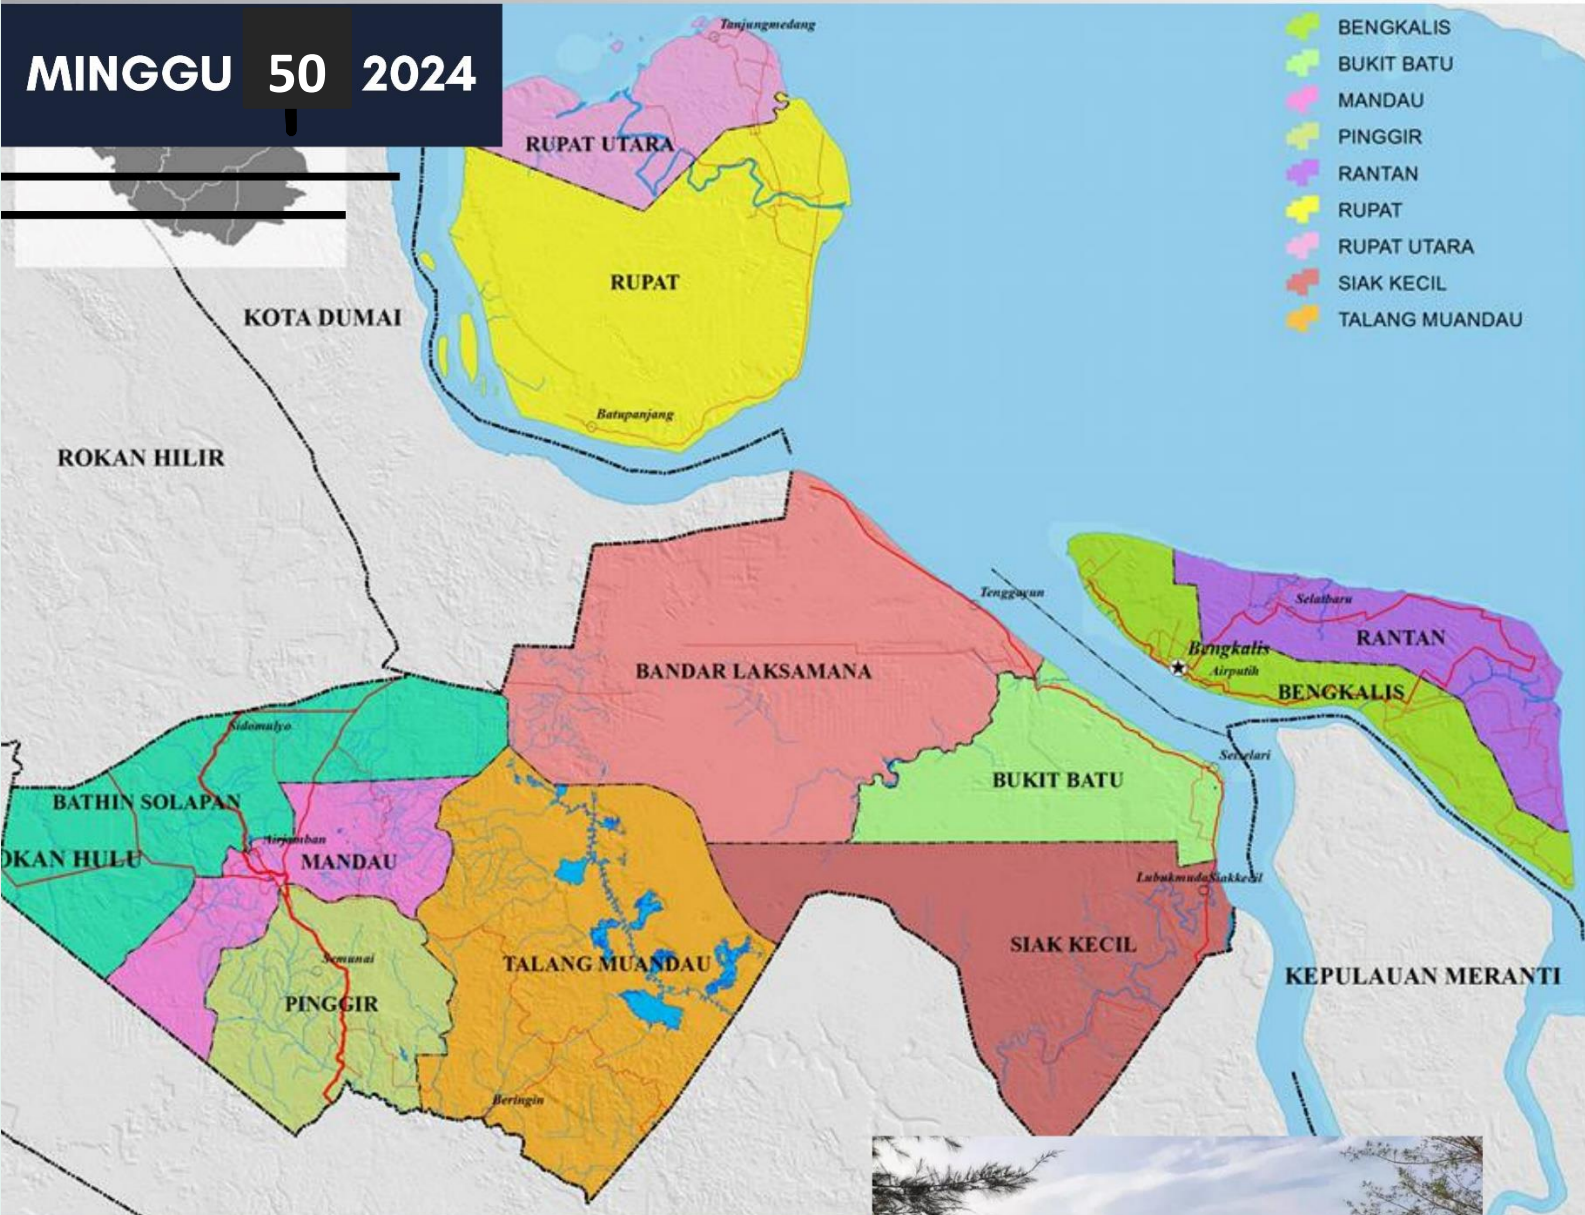 MINGGU 50 2024
Tanjungmedang
BENGKALIS
BUKIT BATU
MANDAU
PINGGIR
RANTAN
RUPAT
RUPAT UTARA
SIAK KECIL
TALANG MUANDAU
RUPAT UTARA
RUPAT
KOTA DUMAI
Batupanjang
ROKAN HILIR
Tenggayun
Selatbaru
RANTAN
Bengkalis
Airputih
BENGKALIS
BANDAR LAKSAMANA
Sidomulyo
Seiselari
BUKIT BATU
BATHIN SOLAPAN
Airjamban
MANDAU
OKAN HULU
Lubukmuda
Siakkecil
SIAK KECIL
TALANG MUANDAU
Semunai
KEPULAUAN MERANTI
PINGGIR
Beringin